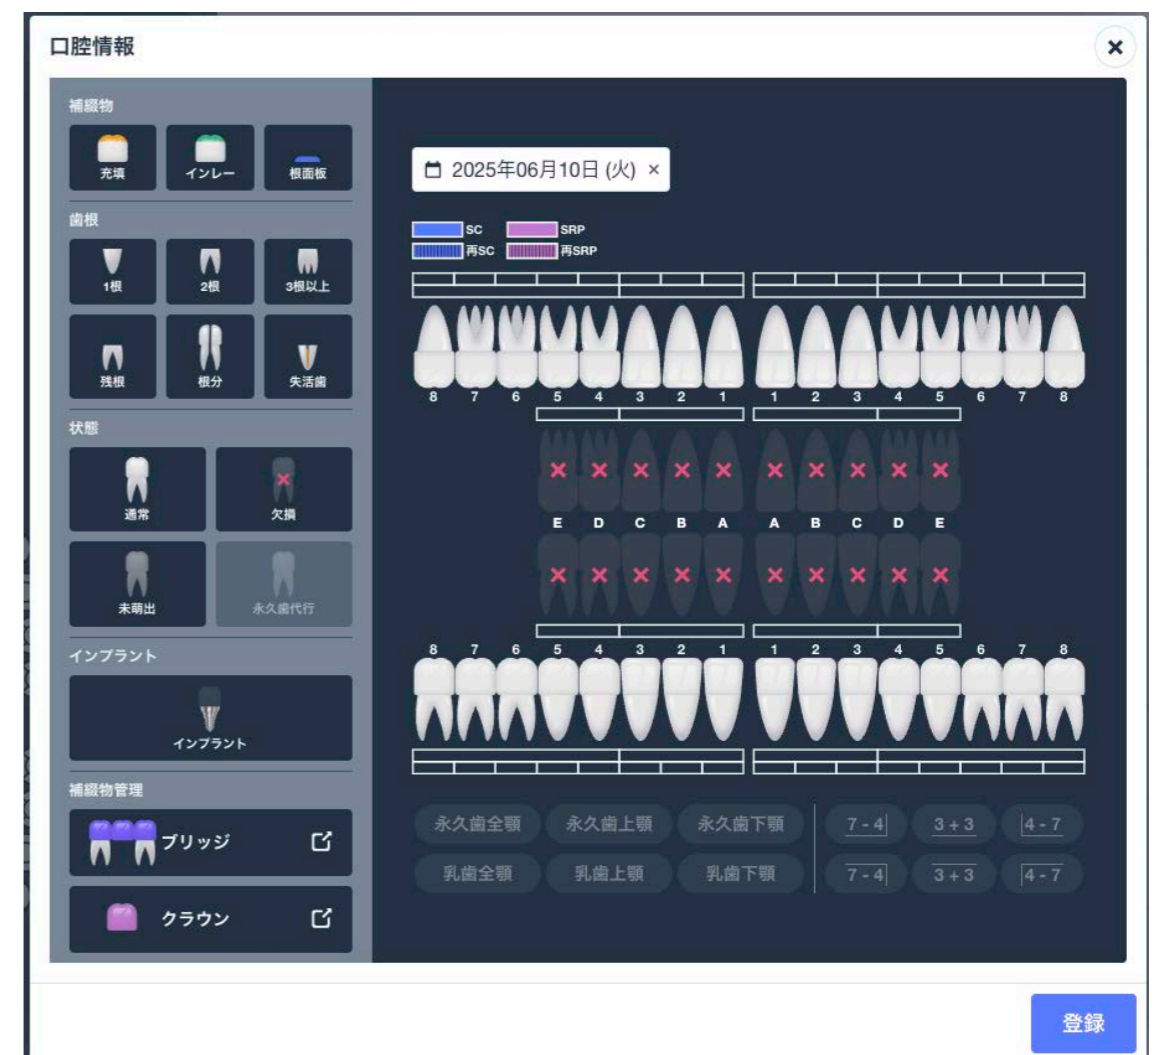 口腔情報
補綴物
充填 インレー 根面板
歯根
1根 2根 3根以上
残根 根分 失活歯
状態
通常 欠損
未萌出 永久歯代行
インプラント
インプラント
補綴物管理
ブリッジ
クラウン
2025年06月10日 (火) ×
SC SRP
再SC 再SRP
8 7 6 5 4 3 2 1 1 2 3 4 5 6 7 8
E D C B A A B C D E
8 7 6 5 4 3 2 1 1 2 3 4 5 6 7 8
永久歯全顎 永久歯上顎 永久歯下顎 7 - 4 3 + 3 4 - 7
乳歯全顎 乳歯上顎 乳歯下顎 7 - 4 3 + 3 4 - 7
登録